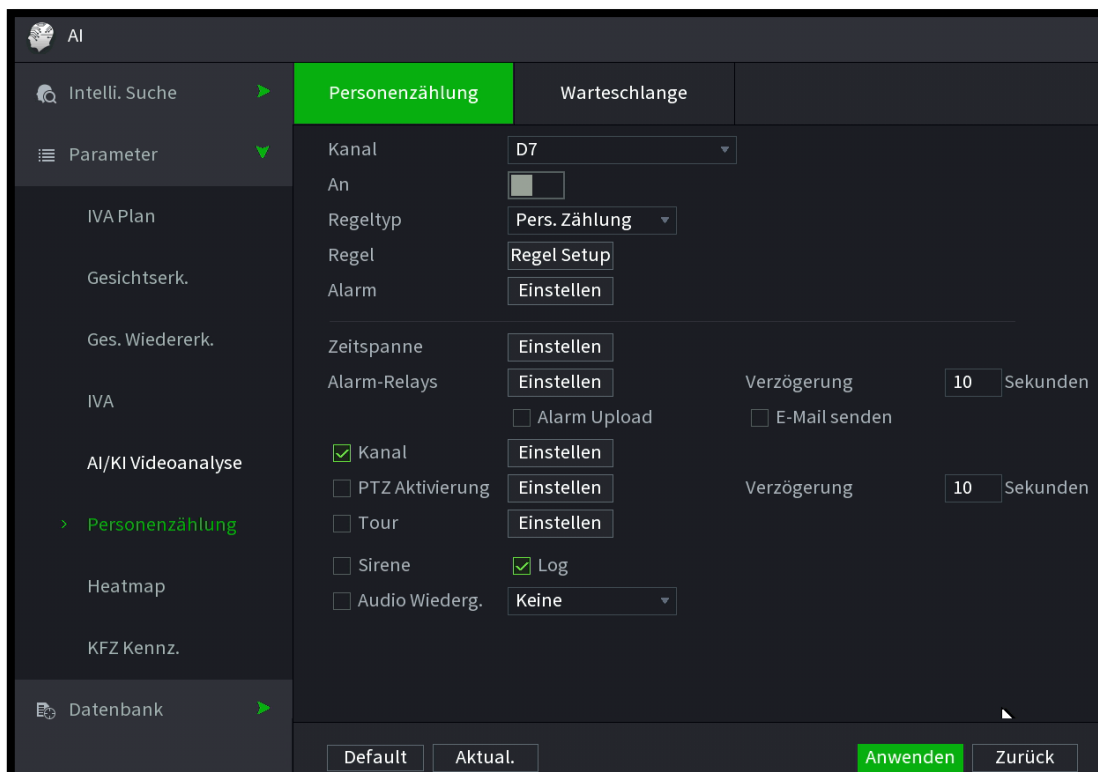 AI
Intelli. Suche
Parameter
IVA Plan
Gesichtserk.
Ges. Wiedererk.
IVA
AI/KI Videoanalyse
Personenzählung
Heatmap
KFZ Kennz.
Datenbank
Personenzählung Warteschlange
Kanal D7
An
Regeltyp Pers. Zählung
Regel Regel Setup
Alarm Einstellen
Zeitspanne Einstellen
Alarm-Relays Einstellen Verzögerung 10 Sekunden
Alarm Upload E-Mail senden
Kanal Einstellen
PTZ Aktivierung Einstellen Verzögerung 10 Sekunden
Tour Einstellen
Sirene Log
Audio Wiederg. Keine
Default Aktual. Anwenden Zurück